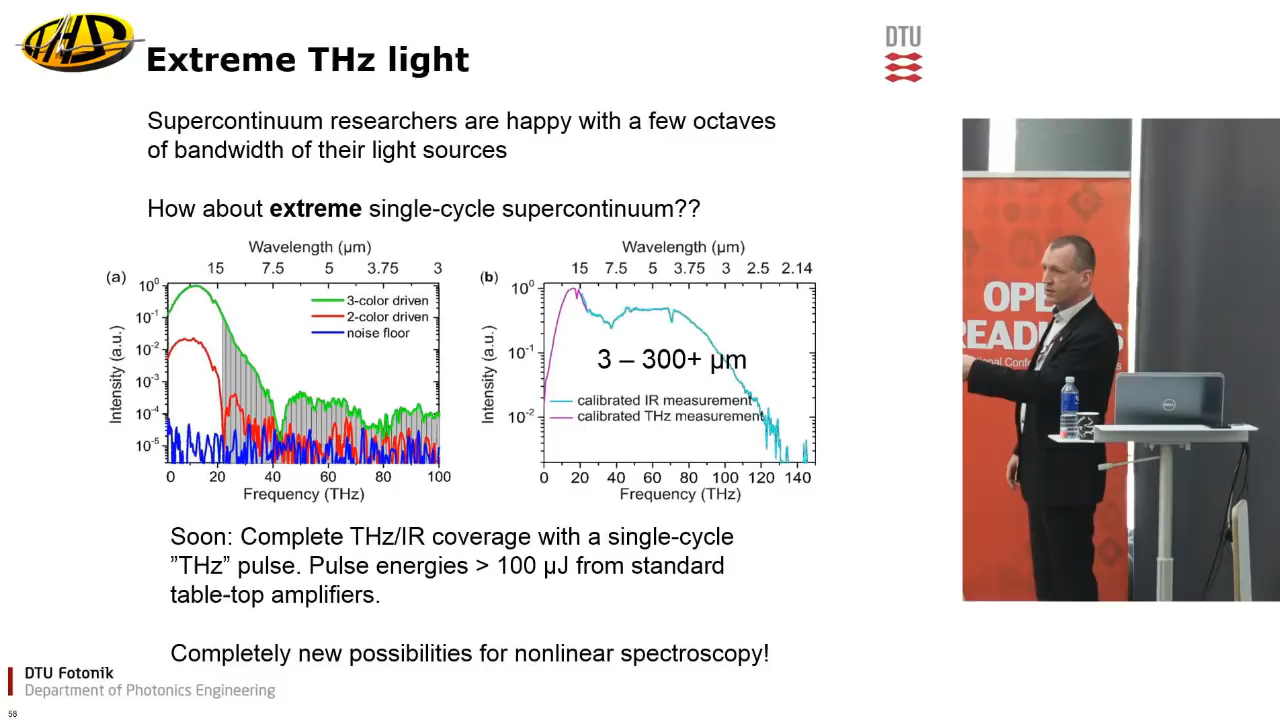 THz
Extreme THz light
DTU
Supercontinuum researchers are happy with a few octaves
of bandwidth of their light sources
How about extreme single-cycle supercontinuum??
Wavelength (µm)
15 7.5 5 3.75 3
(a)
10⁰
10⁻¹
10⁻²
10⁻³
10⁻⁴
10⁻⁵
Intensity (a.u.)
3-color driven
2-color driven
noise floor
0 20 40 60 80 100
Frequency (THz)
Wavelength (µm)
15 7.5 5 3.75 3 2.5 2.14
(b)
10⁰
10⁻¹
10⁻²
Intensity (a.u.)
3 – 300+ µm
calibrated IR measurement
calibrated THz measurement
0 20 40 60 80 100 120 140
Frequency (THz)
Soon: Complete THz/IR coverage with a single-cycle
”THz” pulse. Pulse energies > 100 µJ from standard
table-top amplifiers.
Completely new possibilities for nonlinear spectroscopy!
DTU Fotonik
Department of Photonics Engineering
58
DELL